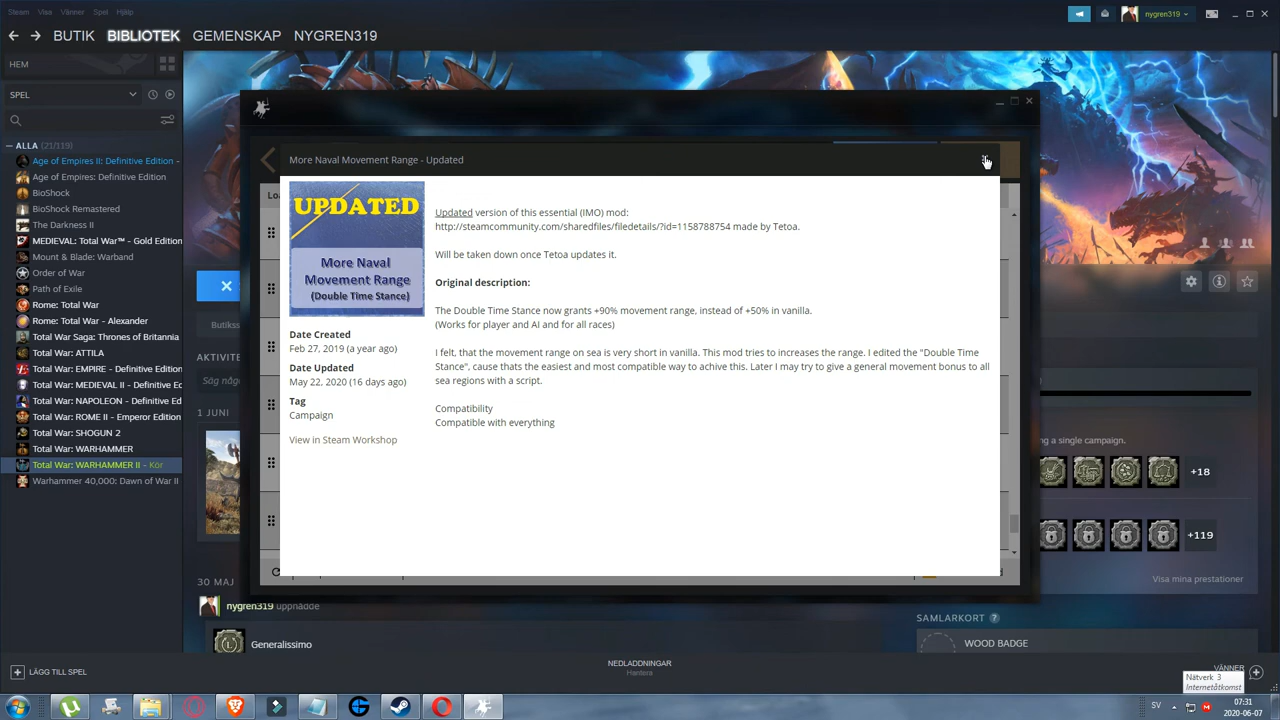 Steam Visa Vänner Spel Hjälp
nygren319
BUTIK BIBLIOTEK GEMENSKAP NYGREN319
HEM
SPEL
ALLA (21/119)
Age of Empires II: Definitive Edition -
Age of Empires: Definitive Edition
BioShock
BioShock Remastered
The Darkness II
MEDIEVAL: Total War™ - Gold Edition
Mount & Blade: Warband
Order of War
Path of Exile
Rome: Total War
Rome: Total War - Alexander
Total War Saga: Thrones of Britannia
Total War: ATTILA
Total War: EMPIRE - Definitive Edition
Total War: MEDIEVAL II - Definitive Ed
Total War: NAPOLEON - Definitive Ed
Total War: ROME II - Emperor Edition
Total War: SHOGUN 2
Total War: WARHAMMER
Total War: WARHAMMER II - Kör
Warhammer 40,000: Dawn of War II
More Naval Movement Range - Updated
UPDATED
More Naval
Movement Range
(Double Time Stance)
Date Created
Feb 27, 2019 (a year ago)
Date Updated
May 22, 2020 (16 days ago)
Tag
Campaign
View in Steam Workshop
Updated version of this essential (IMO) mod:
http://steamcommunity.com/sharedfiles/filedetails/?id=1158788754 made by Tetoa.
Will be taken down once Tetoa updates it.
Original description:
The Double Time Stance now grants +90% movement range, instead of +50% in vanilla.
(Works for player and AI and for all races)
I felt, that the movement range on sea is very short in vanilla. This mod tries to increases the range. I edited the "Double Time
Stance", cause thats the easiest and most compatible way to achive this. Later I may try to give a general movement bonus to all
sea regions with a script.
Compatibility
Compatible with everything
Loa
Butikss
AKTIVITE
Säg någ
1 JUNI
30 MAJ
nygren319 uppnådde
Generalissimo
ng a single campaign.
+18
+119
Visa mina prestationer
SAMLARKORT ?
WOOD BADGE
LÄGG TILL SPEL
NEDLADDNINGAR
Hantera
VÄNNER
Nätverk 3
Internetåtkomst
SV
07:31
2020-06-07